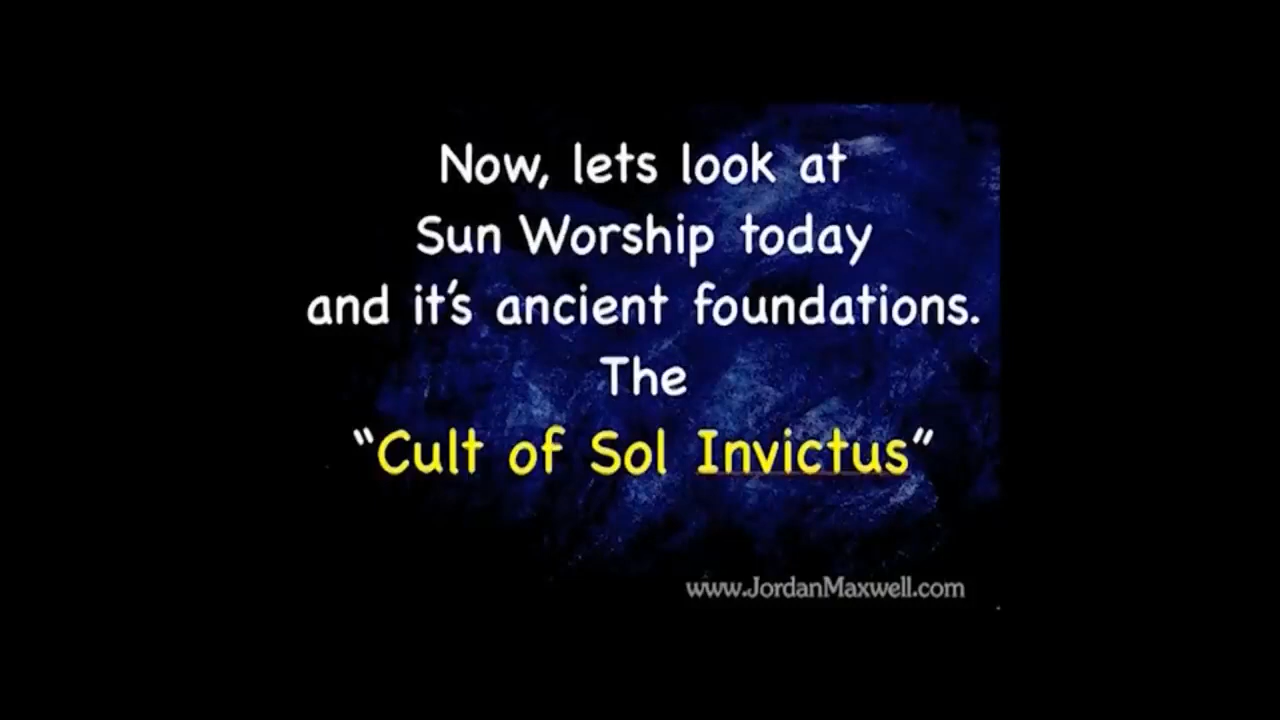 Now, lets look at
Sun Worship today
and it's ancient foundations.
The
“Cult of Sol Invictus”
www.JordanMaxwell.com